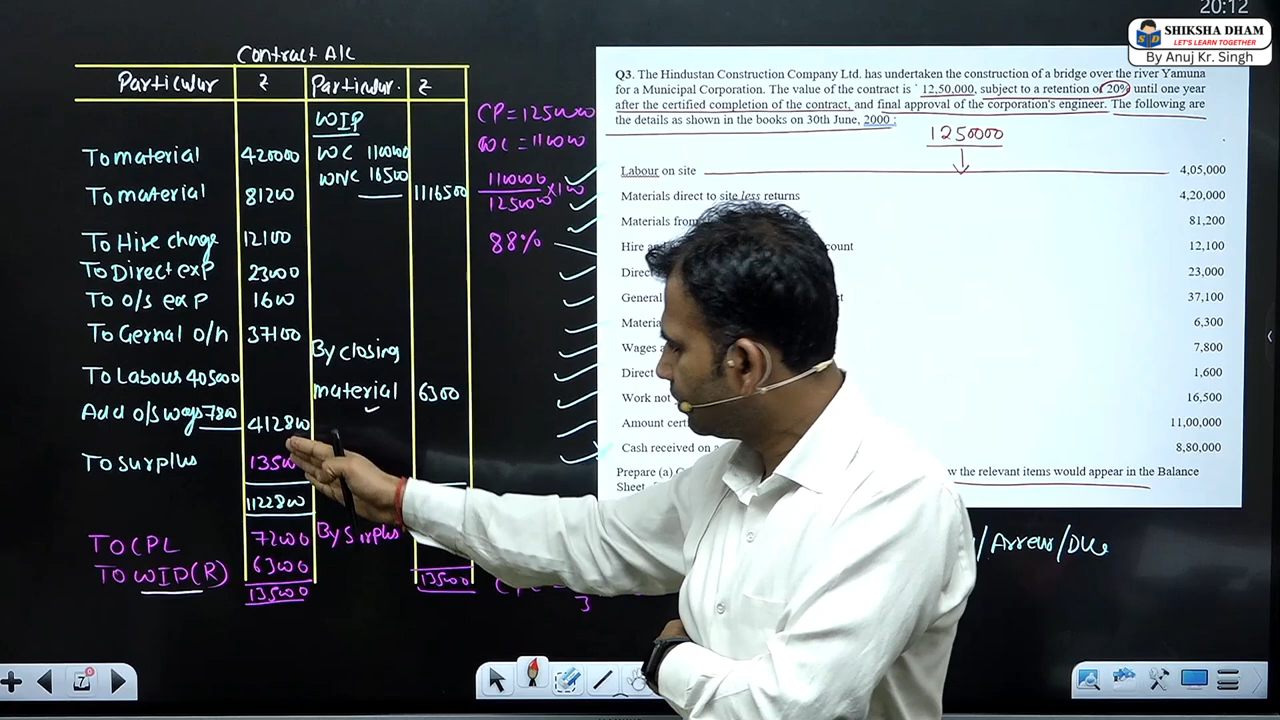 20:12
SHIKSHA DHAM
LET'S LEARN TOGETHER
By Anuj Kr. Singh
Contract A/c
Particular ₹ Particular. ₹
WIP
To material 420000 WC 1100000
WNC 16500
To material 81200 1116500
To Hire charge 12100
To Direct exp 23000
To o/s exp 1600
To Gernal o/h 37100
By closing
To Labour 405000
material 6300
Add o/s wages 7800 412800
To Surplus 13500
1122800
To CPL 72000 By Surplus
To WIP(R) 63000
135000 135000
3
CP = 1250000
WC = 110000
1100000
1250000 × 100
88%
Q3. The Hindustan Construction Company Ltd. has undertaken the construction of a bridge over the river Yamuna
for a Municipal Corporation. The value of the contract is ` 12,50,000, subject to a retention of 20% until one year
after the certified completion of the contract, and final approval of the corporation's engineer. The following are
the details as shown in the books on 30th June, 2000 :
1250000
Labour on site 4,05,000
Materials direct to site less returns 4,20,000
Materials from 81,200
Hire count 12,100
Direct 23,000
General 37,100
6,300
Wages 7,800
Direct 1,600
Work not 16,500
Amount 11,00,000
Cash received on 8,80,000
Prepare (a) w the relevant items would appear in the Balance
Sheet
/Arrear/Due
7